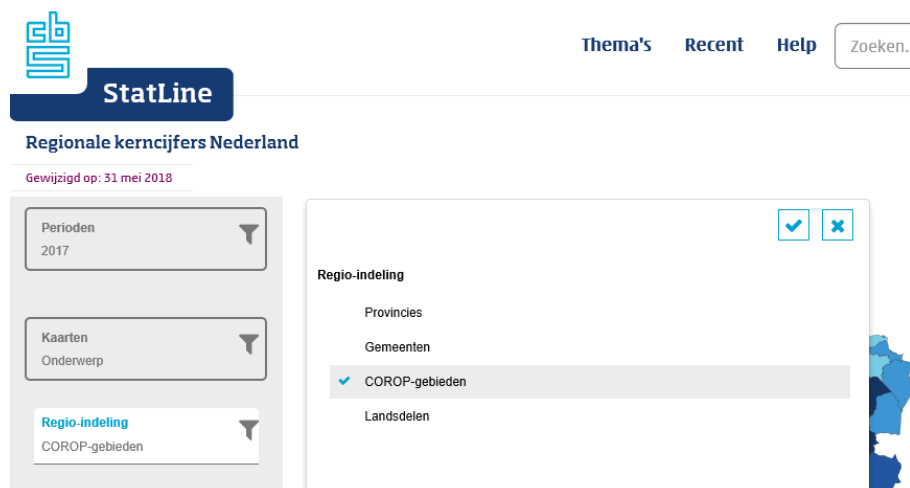 cbs
Thema's Recent Help Zoeken.
StatLine
Regionale kerncijfers Nederland
Gewijzigd op: 31 mei 2018
Perioden
2017
Kaarten
Onderwerp
Regio-indeling
COROP-gebieden
Regio-indeling
Provincies
Gemeenten
COROP-gebieden
Landsdelen